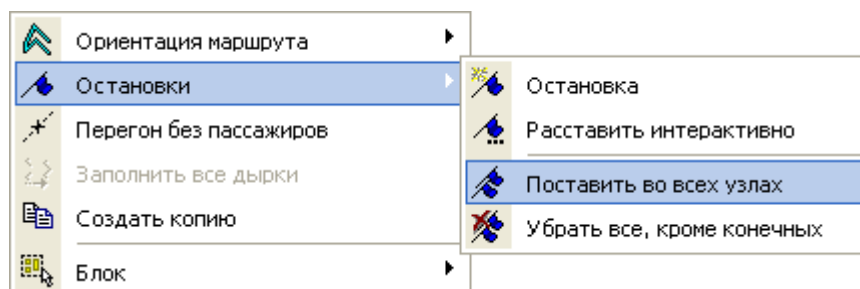 Ориентация маршрута
Остановки
Перегон без пассажиров
Заполнить все дырки
Создать копию
Блок
Остановка
Расставить интерактивно
Поставить во всех узлах
Убрать все, кроме конечных